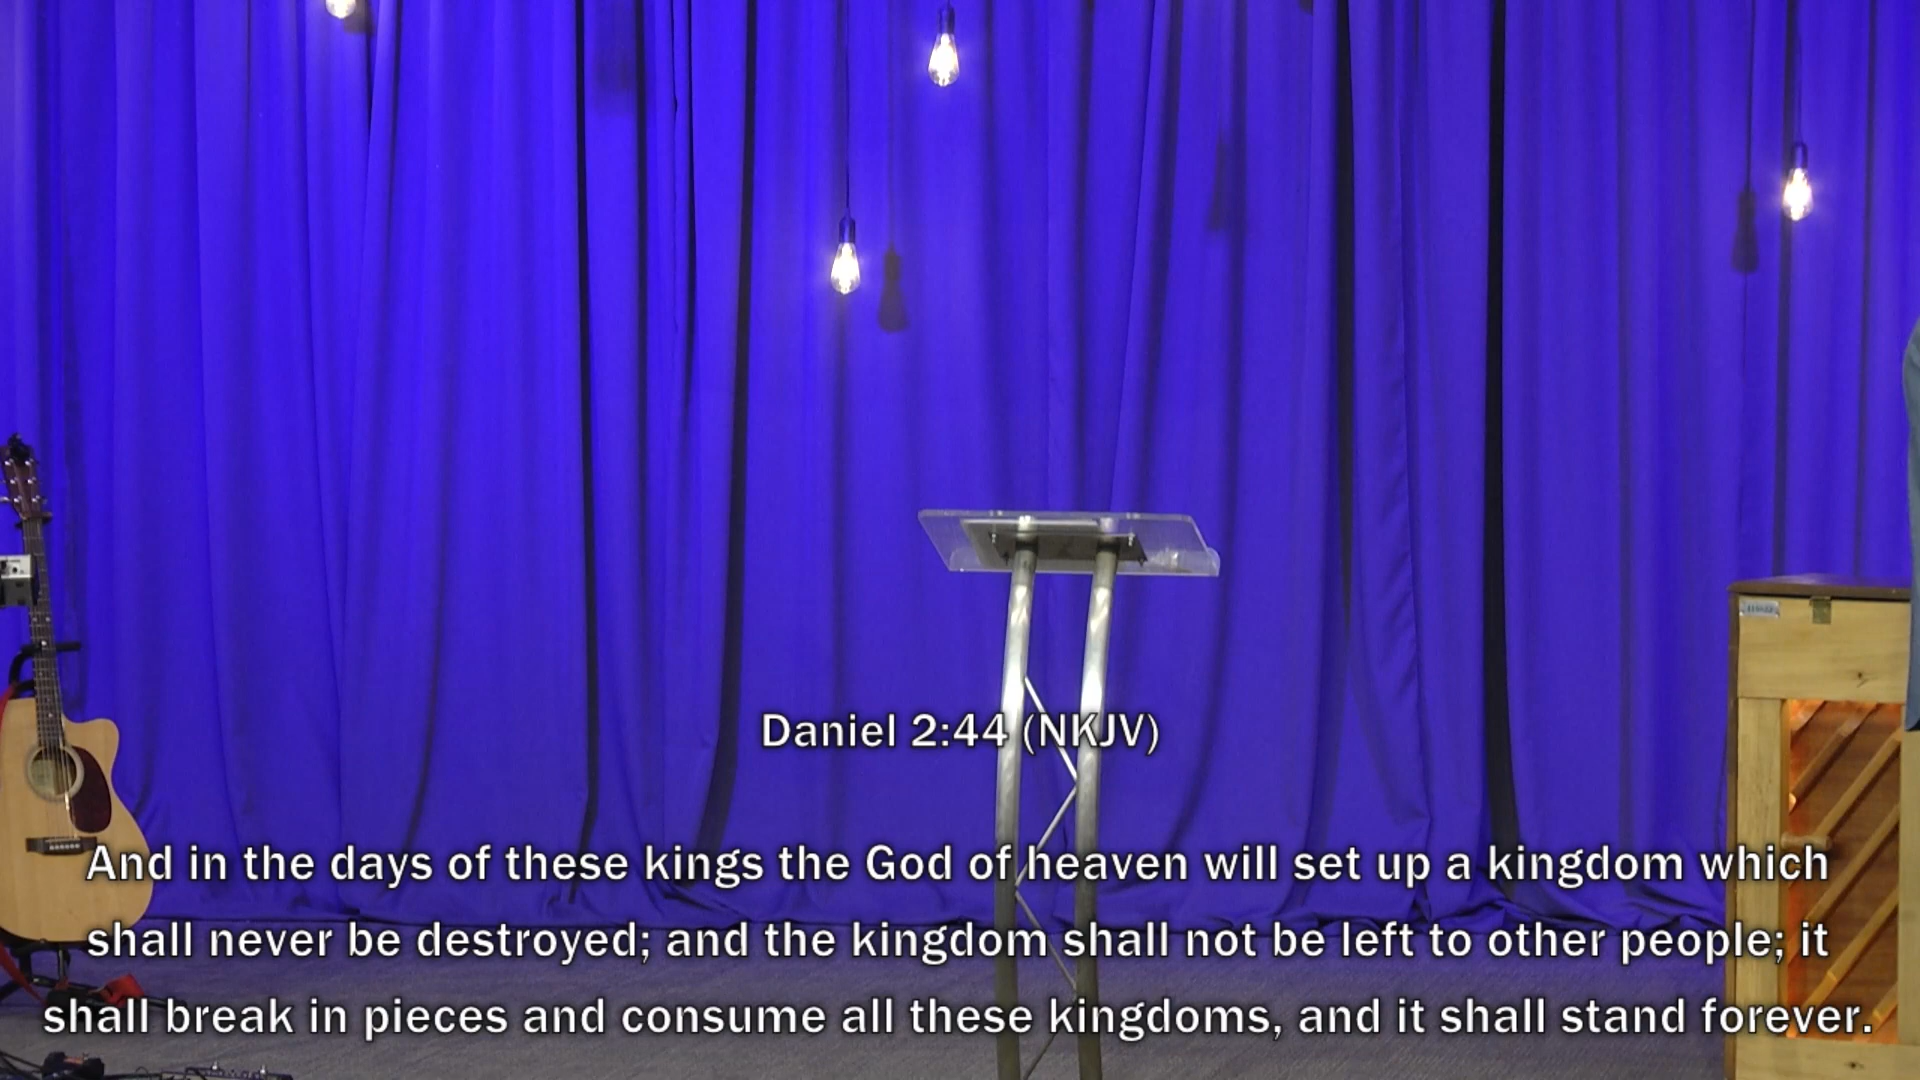 Daniel 2:44 (NKJV)
And in the days of these kings the God of heaven will set up a kingdom which
shall never be destroyed; and the kingdom shall not be left to other people; it
shall break in pieces and consume all these kingdoms, and it shall stand forever.